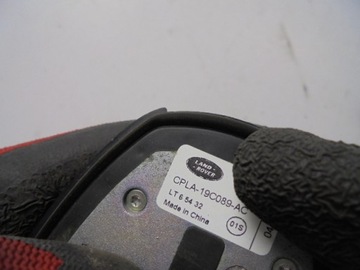 LAND
ROVER
CPLA-19C089-AC
LT 6 54 32
Made in China
01S